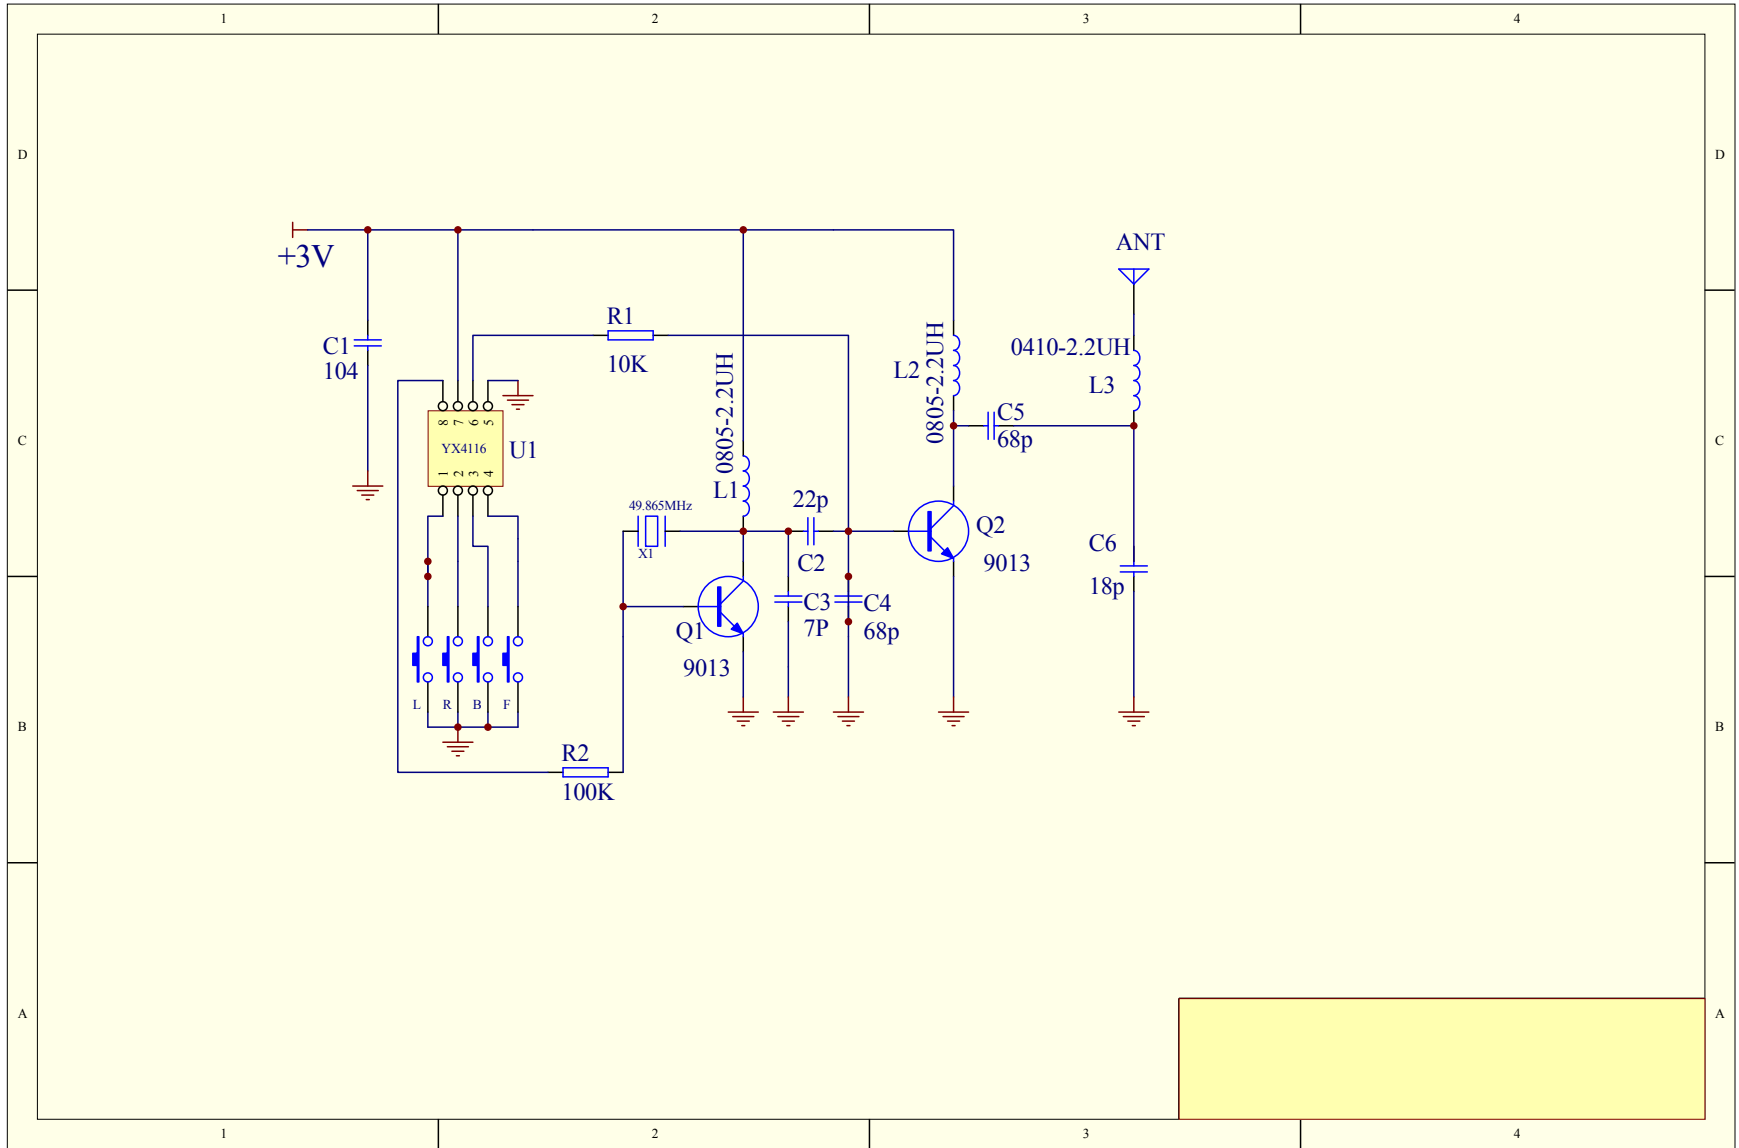 1 2 3 4
D D
+3V
ANT
R1
10K
C1
104
0805-2.2UH
L2
0805-2.2UH
0410-2.2UH
L3
8 7 6 5
YX4116
U1
1 2 3 4
C5
68p
L1
C C
49.865MHz
X1
22p
C2
Q2
9013
C6
18p
C3
7P
C4
68p
Q1
9013
L R B F
B B
R2
100K
A A
1 2 3 4